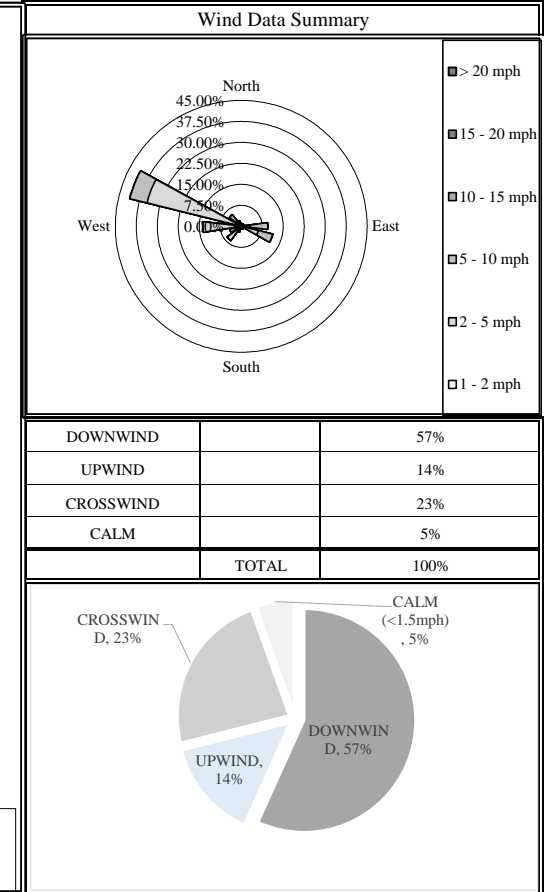 Wind Data Summary
North
45.00%
37.50%
30.00%
22.50%
15.00%
7.50%
0.00%
West
East
South
> 20 mph
15 - 20 mph
10 - 15 mph
5 - 10 mph
2 - 5 mph
1 - 2 mph
DOWNWIND 57%
UPWIND 14%
CROSSWIND 23%
CALM 5%
TOTAL 100%
CROSSWIN
D, 23%
CALM
(<1.5mph)
, 5%
DOWNWIN
D, 57%
UPWIND,
14%